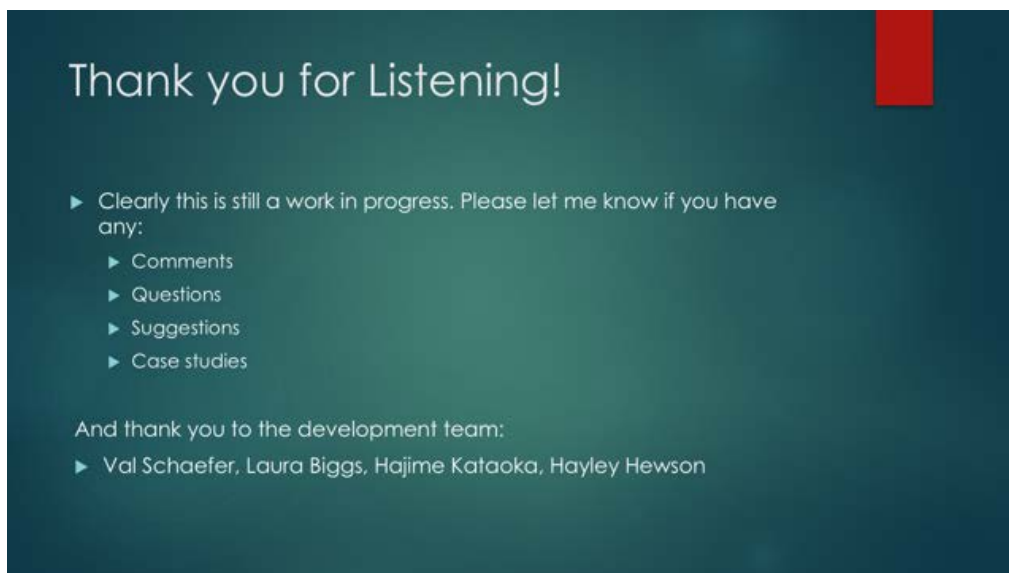 Thank you for Listening!
Clearly this is still a work in progress. Please let me know if you have
any:
Comments
Questions
Suggestions
Case studies
And thank you to the development team:
Val Schaefer, Laura Biggs, Hajime Kataoka, Hayley Hewson